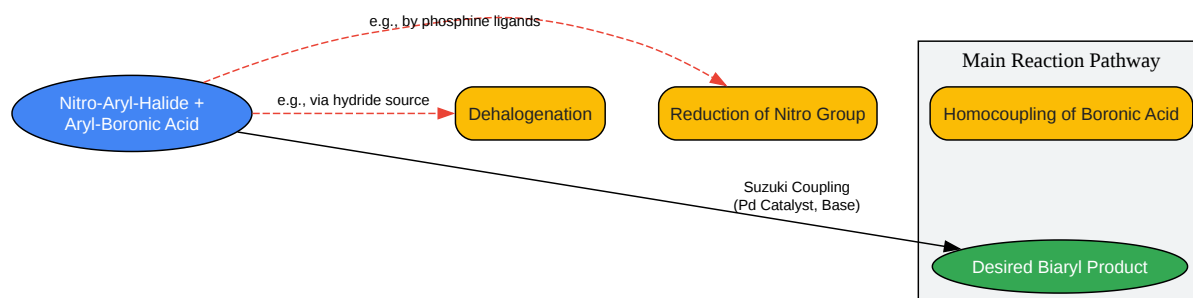 e.g., by phosphine ligands
Main Reaction Pathway
Nitro-Aryl-Halide +
Aryl-Boronic Acid
e.g., via hydride source
Dehalogenation
Reduction of Nitro Group
Homocoupling of Boronic Acid
Suzuki Coupling
(Pd Catalyst, Base)
Desired Biaryl Product